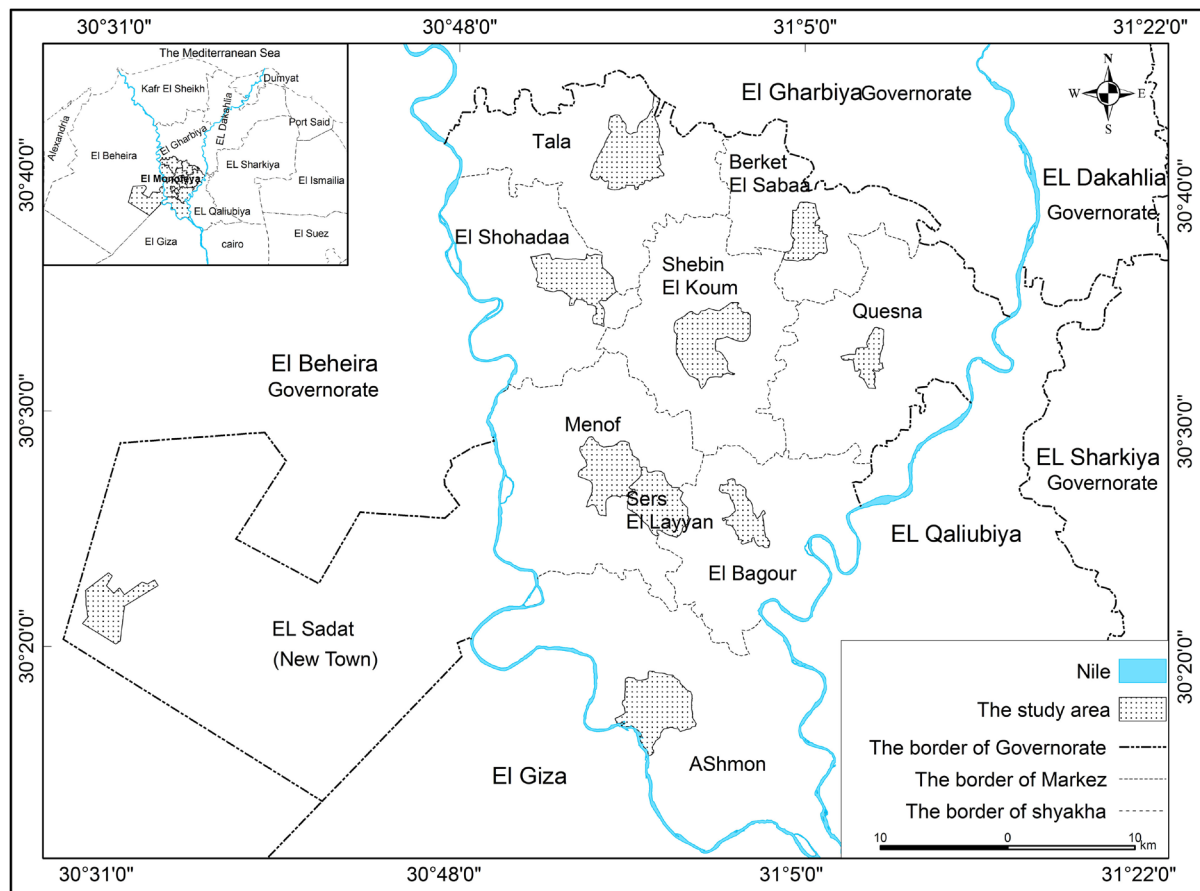 30°31'0"
30°48'0"
31°5'0"
31°22'0"
The Mediterranean Sea
Dumyat
Kafr El Sheikh
EL Dakahlia
Port Said
Alexandria
El Gharbiya
El Beheira
EL Sharkiya
El Monofeya
El Ismailia
EL Qaliubiya
El Giza
cairo
El Suez
N
W
E
S
El Gharbiya Governorate
Tala
Berket
El Sabaa
EL Dakahlia
Governorate
30°40'0"
30°40'0"
El Shohadaa
Shebin
El Koum
Quesna
El Beheira
Governorate
30°30'0"
30°30'0"
Menof
Sers
El Layyan
EL Sharkiya
Governorate
EL Qaliubiya
El Bagour
EL Sadat
(New Town)
30°20'0"
30°20'0"
El Giza
AShmon
Nile
The study area
The border of Governorate
The border of Markez
The border of shyakha
10
0
10
km
30°31'0"
30°48'0"
31°5'0"
31°22'0"